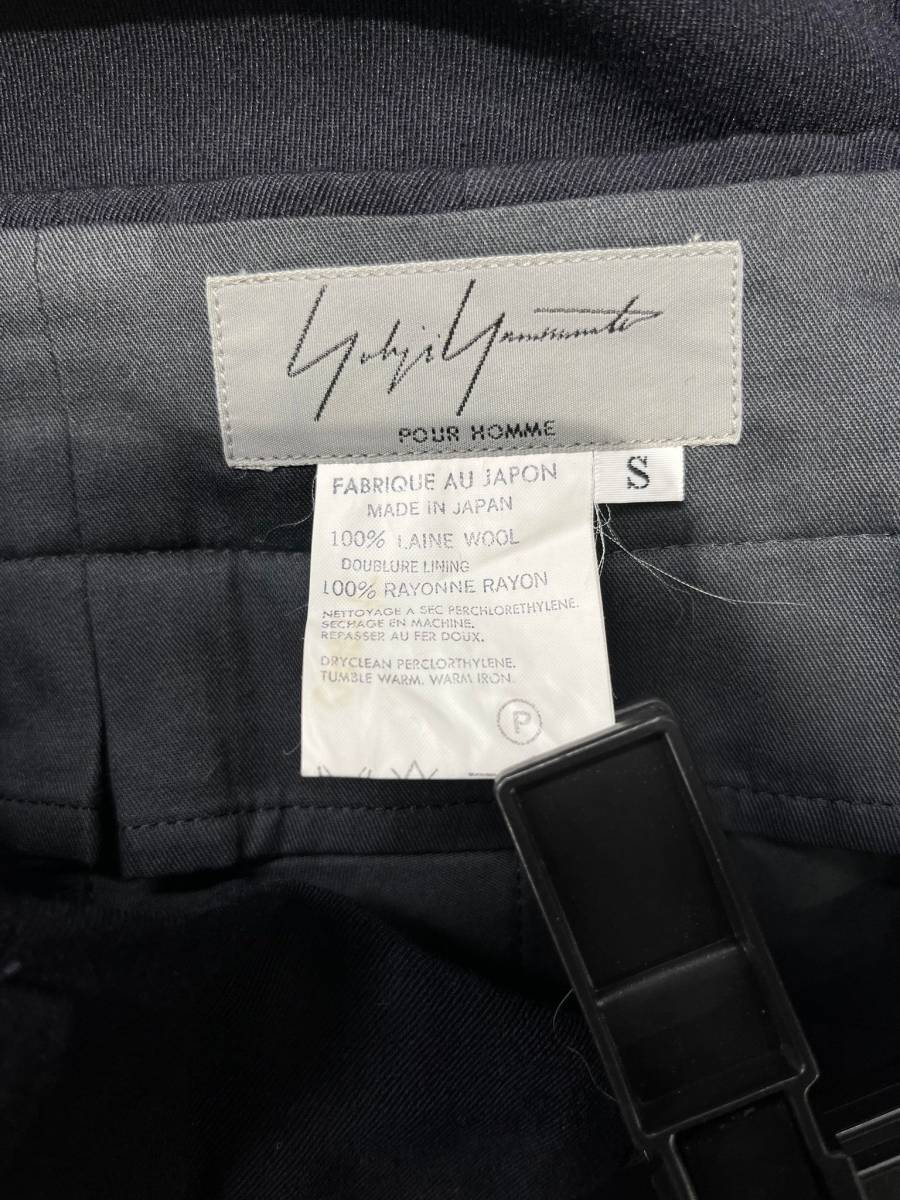 Yohji Yamamoto
POUR HOMME
S
FABRIQUE AU JAPON
MADE IN JAPAN
100% LAINE WOOL
DOUBLURE LINING
100% RAYONNE RAYON
NETTOYAGE A SEC PERCHLORETHYLENE.
SECHAGE EN MACHINE.
REPASSER AU FER DOUX.
DRYCLEAN PERCLORTHYLENE.
TUMBLE WARM. WARM IRON.
P